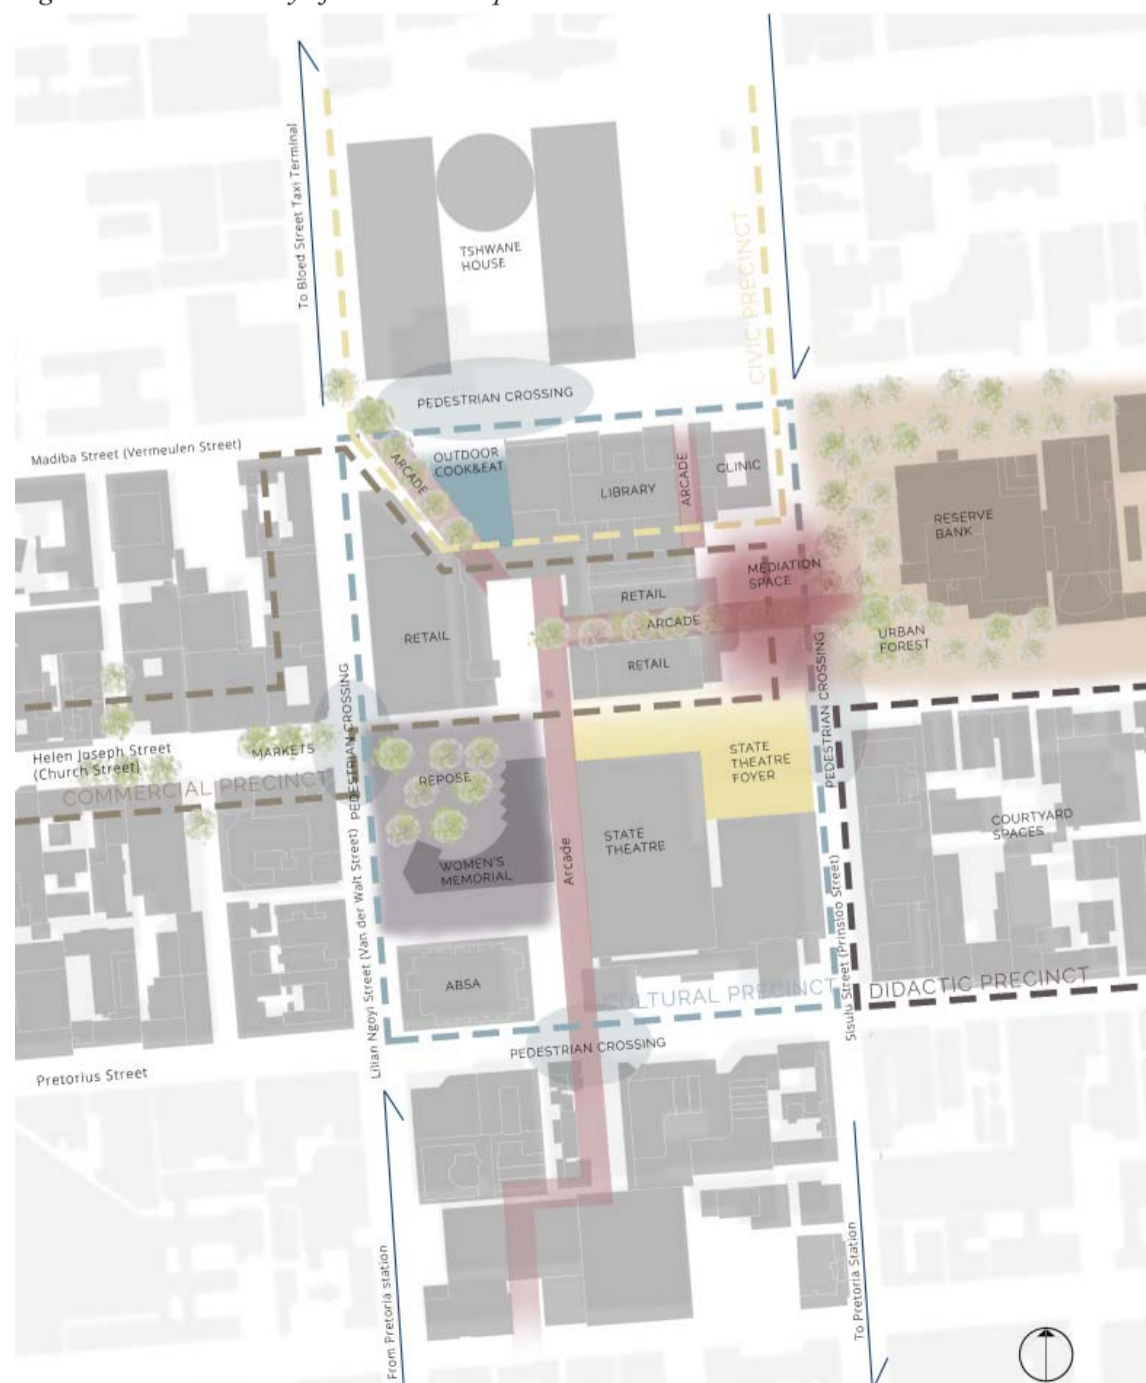 To Bloed Street Taxi Terminal
TSHWANE
HOUSE
CIVIC PRECINCT
PEDESTRIAN CROSSING
Madiba Street (Vermeulen Street)
ARCADE
OUTDOOR
COOK&EAT
LIBRARY
ARCADE
CLINIC
RESERVE
BANK
MEDIATION
SPACE
RETAIL
ARCADE
RETAIL
RETAIL
URBAN
FOREST
PEDESTRIAN CROSSING
PEDESTRIAN CROSSING
Helen Joseph Street
(Church Street)
MARKETS
COMMERCIAL PRECINCT
REPOSE
STATE
THEATRE
FOYER
WOMEN'S
MEMORIAL
Arcade
STATE
THEATRE
COURTYARD
SPACES
Lilian Ngoyi Street (Van der Walt Street)
Sisulu Street (Prinsloo Street)
ABSA
CULTURAL PRECINCT
DIDACTIC PRECINCT
PEDESTRIAN CROSSING
Pretorius Street
From Pretoria station
To Pretoria Station